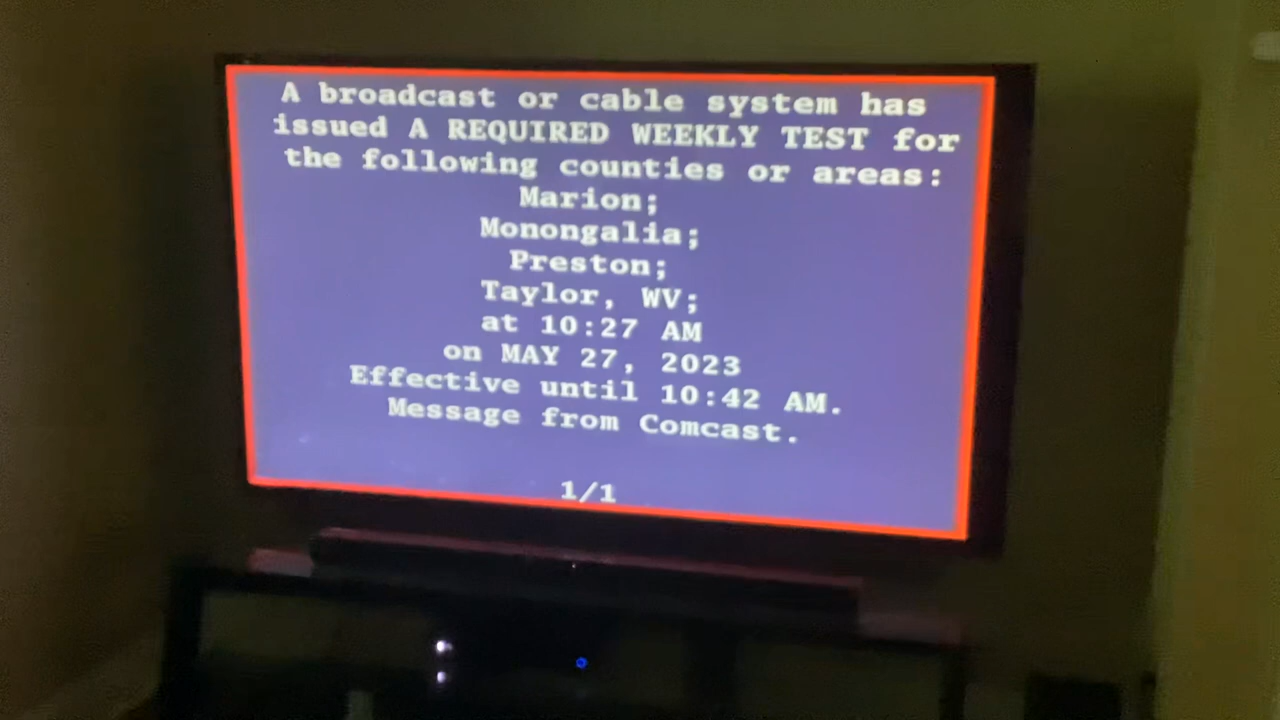 A broadcast or cable system has
issued A REQUIRED WEEKLY TEST for
the following counties or areas:
Marion;
Monongalia;
Preston;
Taylor, WV;
at 10:27 AM
on MAY 27, 2023
Effective until 10:42 AM.
Message from Comcast.
1/1